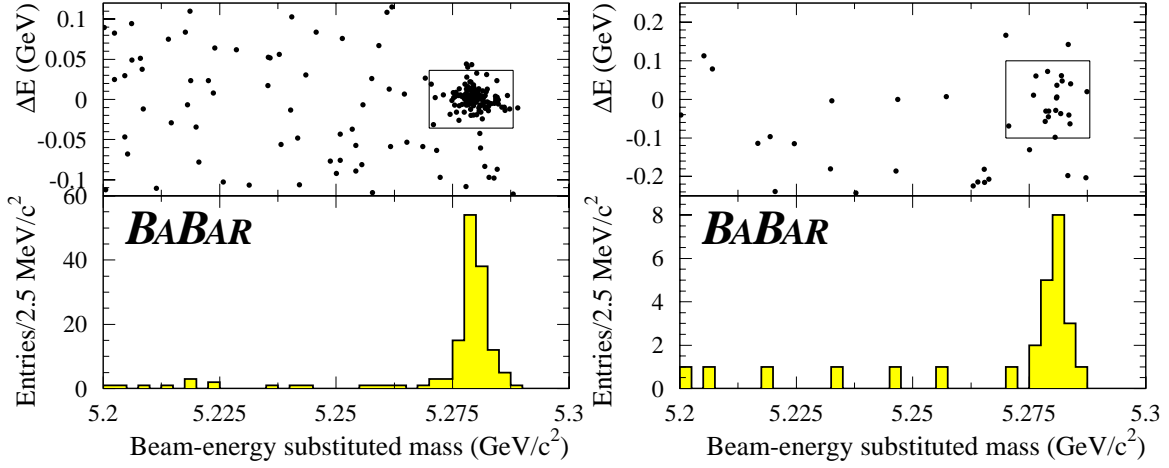 ΔE (GeV)
0.1
0.05
0
-0.05
-0.1
Entries/2.5 MeV/c²
60
40
20
0
BABAR
5.2 5.225 5.25 5.275 5.3
Beam-energy substituted mass (GeV/c²)
ΔE (GeV)
0.2
0.1
0
-0.1
-0.2
Entries/2.5 MeV/c²
8
6
4
2
0
BABAR
5.2 5.225 5.25 5.275 5.3
Beam-energy substituted mass (GeV/c²)